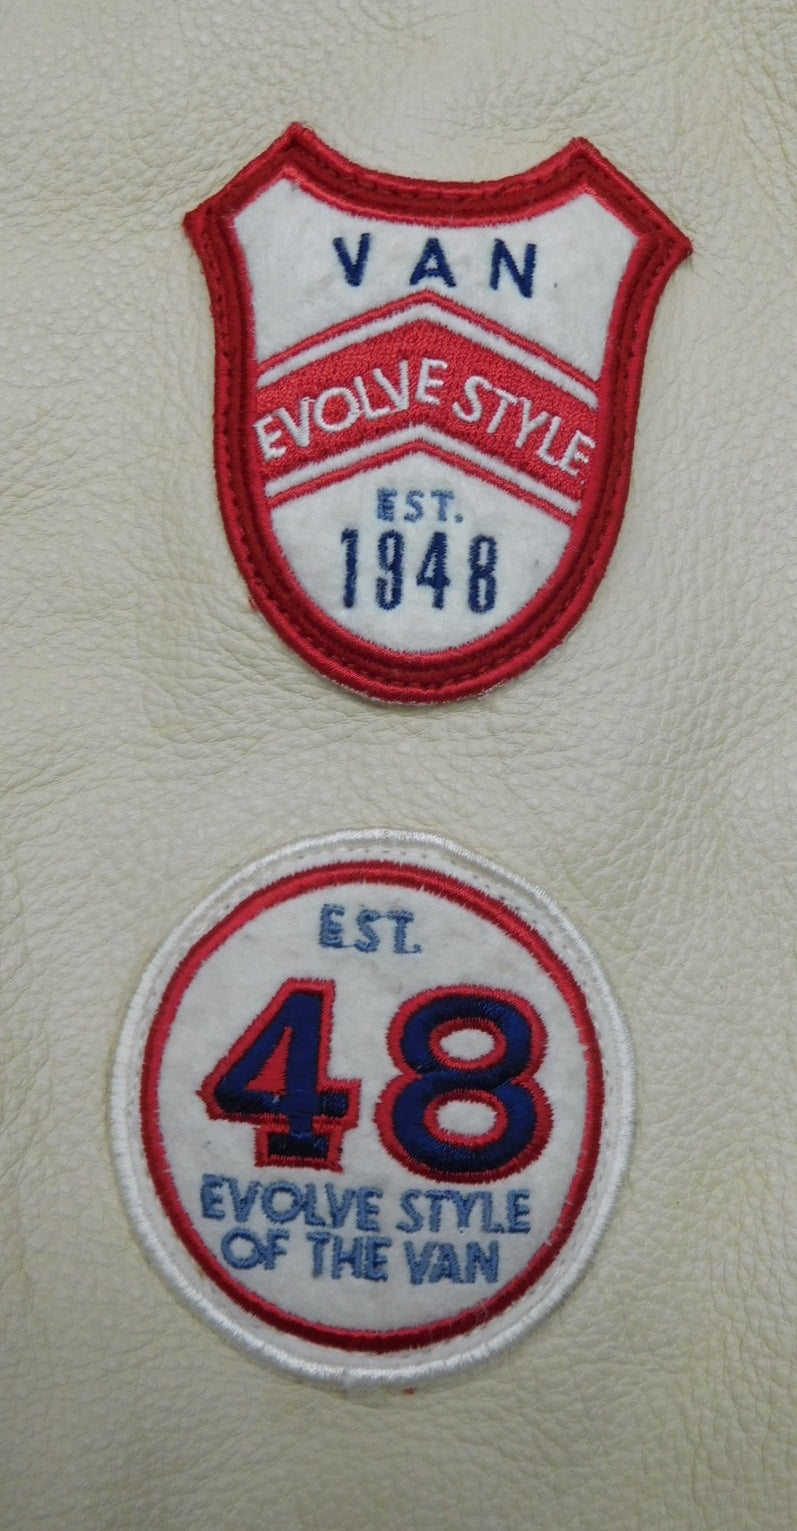 VAN
EVOLVE STYLE
EST.
1948
EST.
48
EVOLVE STYLE
OF THE VAN